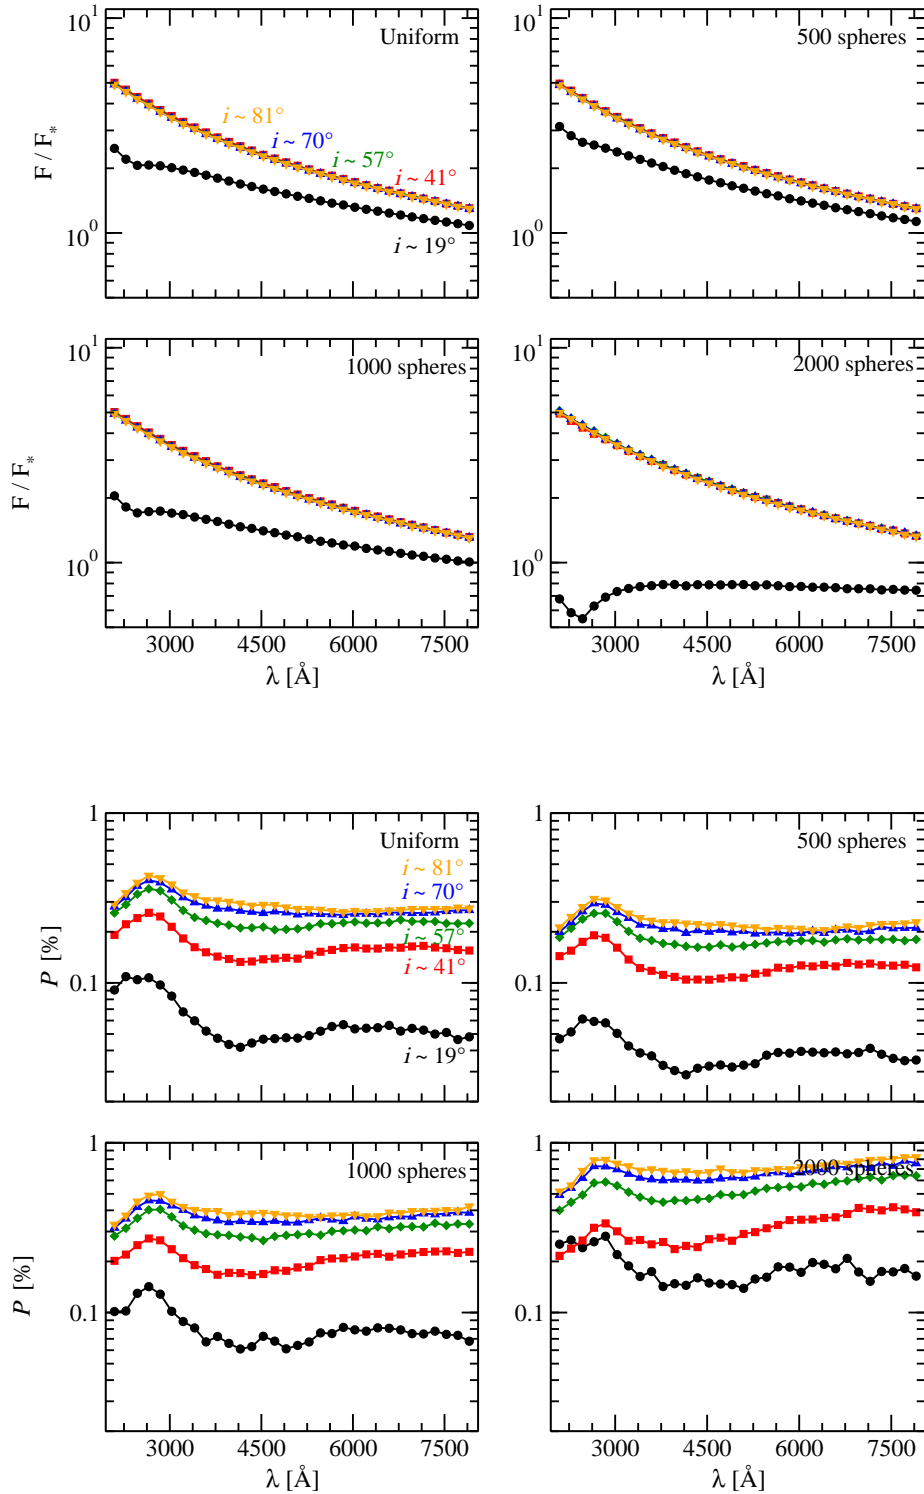 10¹
Uniform
F / F*
i ~ 81°
i ~ 70°
i ~ 57°
i ~ 41°
10⁰
i ~ 19°
10¹
500 spheres
10⁰
10¹
1000 spheres
F / F*
10⁰
3000 4500 6000 7500
λ [Å]
10¹
2000 spheres
10⁰
3000 4500 6000 7500
λ [Å]
1
Uniform
i ~ 81°
i ~ 70°
P [%]
i ~ 57°
i ~ 41°
0.1
i ~ 19°
1
500 spheres
0.1
1
1000 spheres
P [%]
0.1
3000 4500 6000 7500
λ [Å]
1
2000 spheres
0.1
3000 4500 6000 7500
λ [Å]